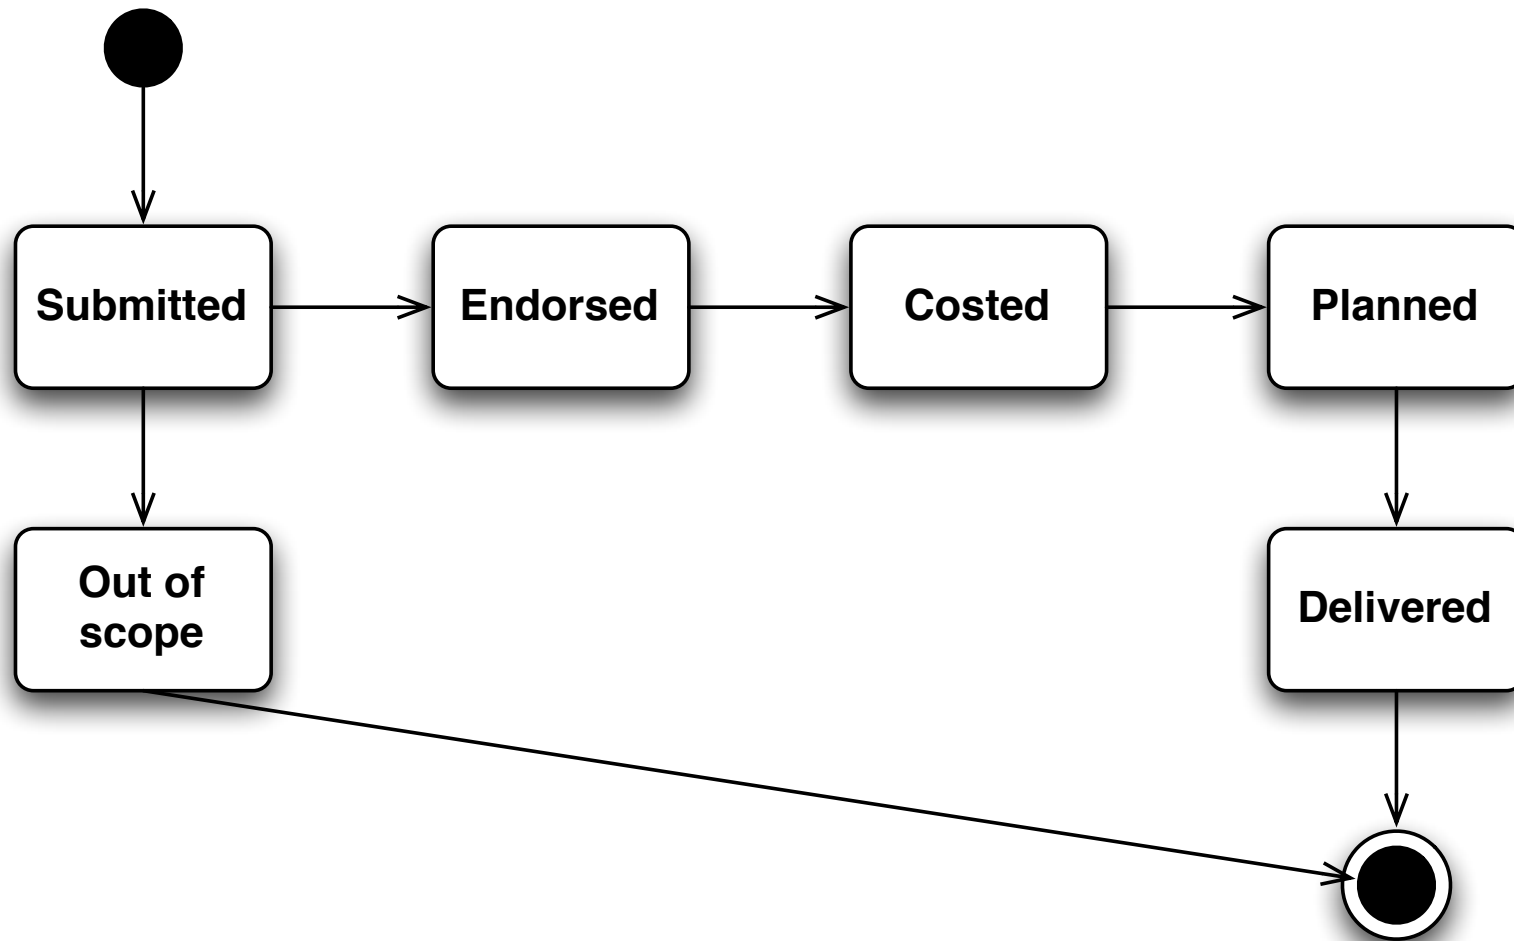 Submitted
Endorsed
Costed
Planned
Out of
scope
Delivered